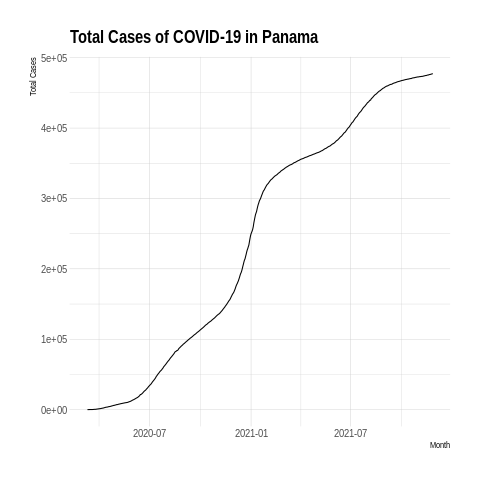 Total Cases of COVID-19 in Panama
Total Cases
5e+05
4e+05
3e+05
2e+05
1e+05
0e+00
2020-07
2021-01
2021-07
Month